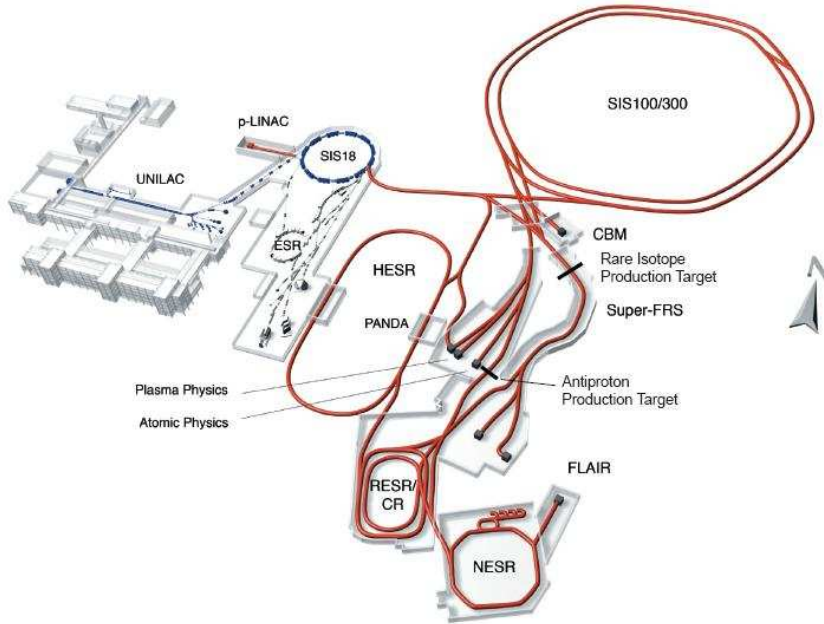 SIS100/300
p-LINAC
SIS18
UNILAC
CBM
ESR
Rare Isotope
Production Target
HESR
Super-FRS
PANDA
Plasma Physics
Antiproton
Production Target
Atomic Physics
FLAIR
RESR/
CR
NESR